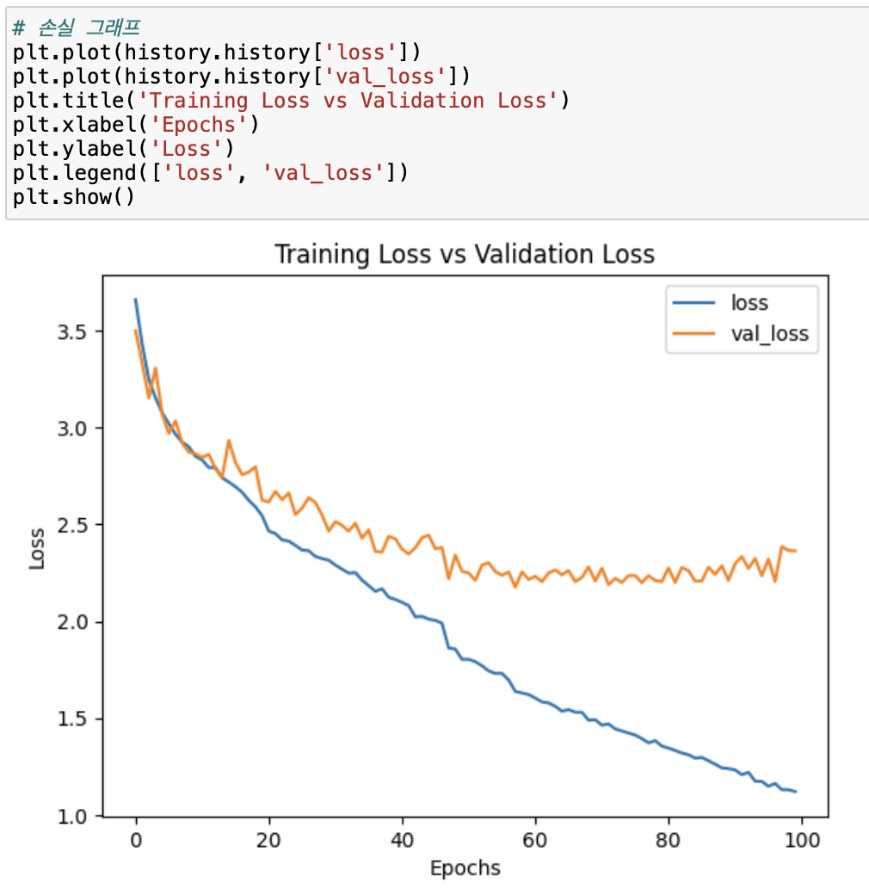 # 손실 그래프
plt.plot(history.history['loss'])
plt.plot(history.history['val_loss'])
plt.title('Training Loss vs Validation Loss')
plt.xlabel('Epochs')
plt.ylabel('Loss')
plt.legend(['loss', 'val_loss'])
plt.show()
Training Loss vs Validation Loss
loss
val_loss
3.5
3.0
2.5
2.0
1.5
1.0
Loss
0 20 40 60 80 100
Epochs